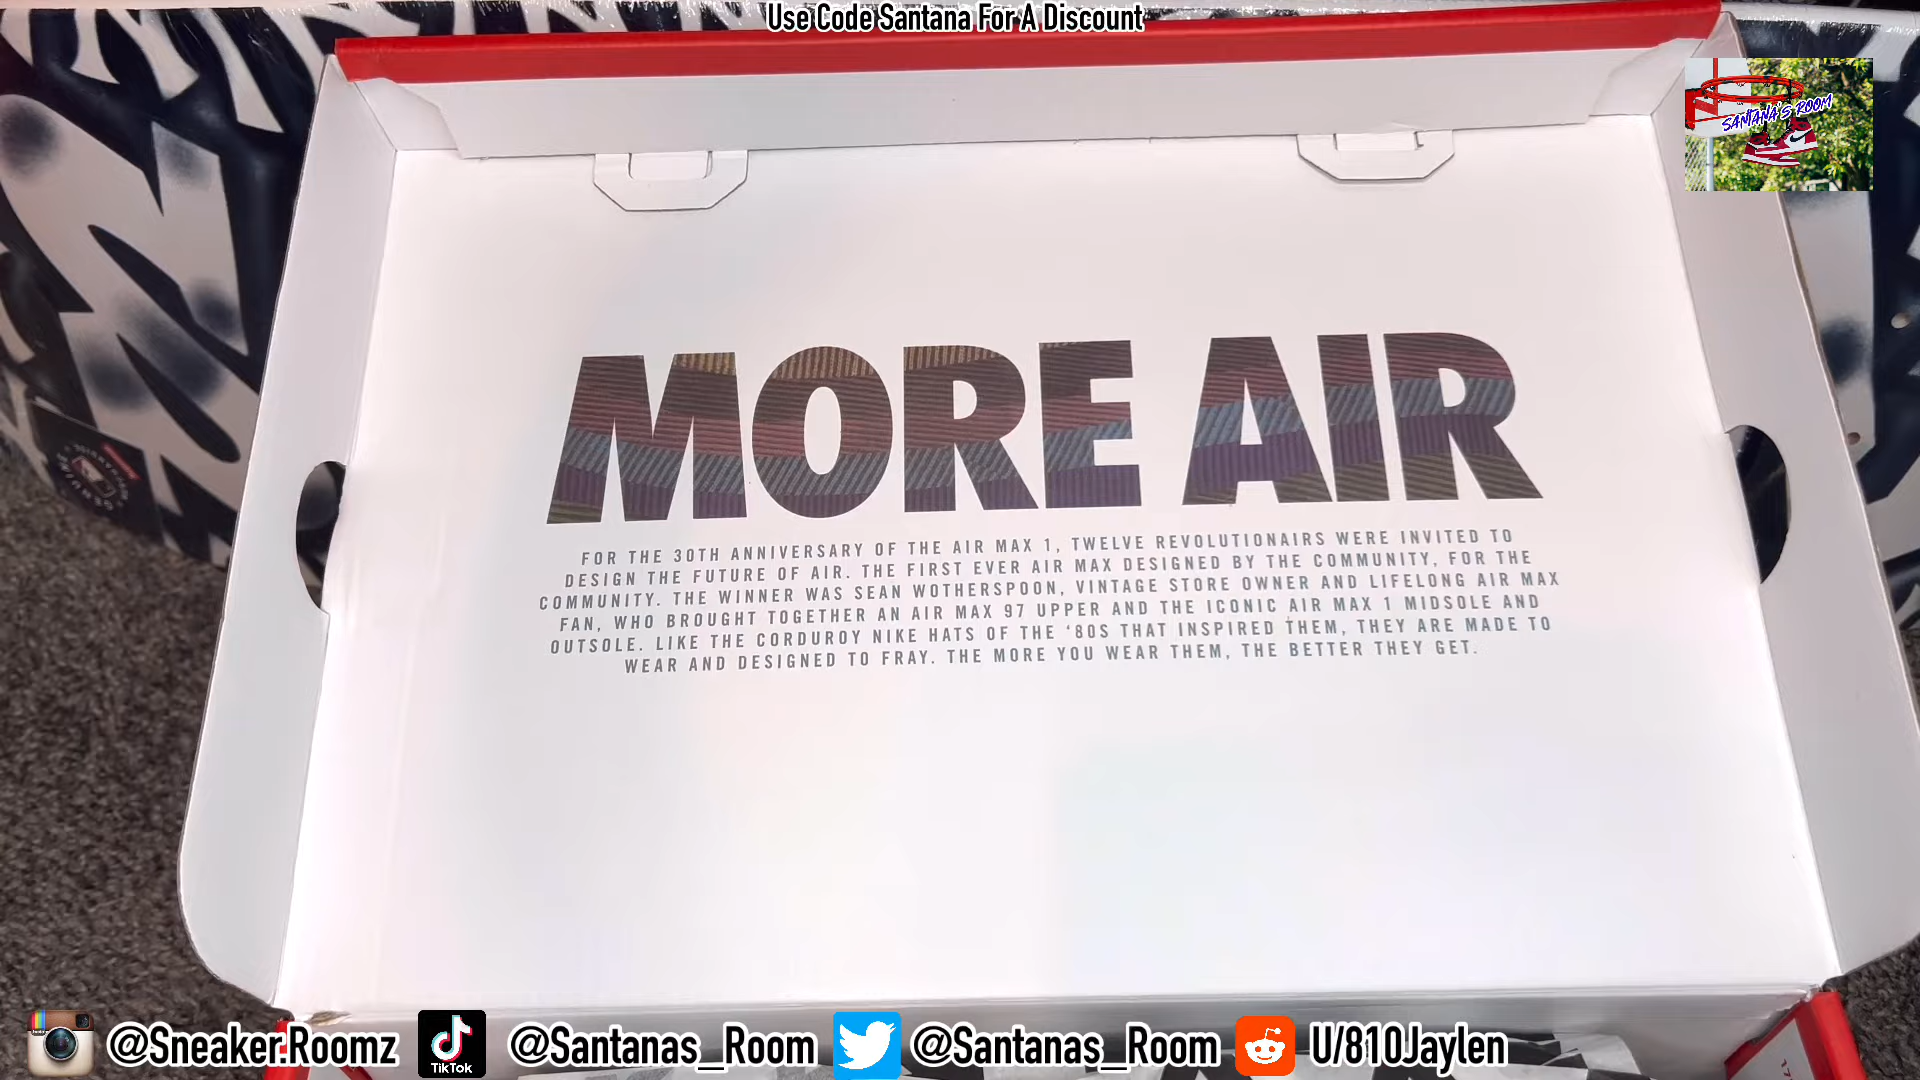 Use Code Santana For A Discount
SANTANA'S ROOM
MORE AIR
FOR THE 30TH ANNIVERSARY OF THE AIR MAX 1, TWELVE REVOLUTIONAIRS WERE INVITED TO
DESIGN THE FUTURE OF AIR. THE FIRST EVER AIR MAX DESIGNED BY THE COMMUNITY, FOR THE
COMMUNITY. THE WINNER WAS SEAN WOTHERSPOON, VINTAGE STORE OWNER AND LIFELONG AIR MAX
FAN, WHO BROUGHT TOGETHER AN AIR MAX 97 UPPER AND THE ICONIC AIR MAX 1 MIDSOLE AND
OUTSOLE. LIKE THE CORDUROY NIKE HATS OF THE ‘80S THAT INSPIRED THEM, THEY ARE MADE TO
WEAR AND DESIGNED TO FRAY. THE MORE YOU WEAR THEM, THE BETTER THEY GET.
@Sneaker.Roomz TikTok @Santanas_Room @Santanas_Room U/810Jaylen